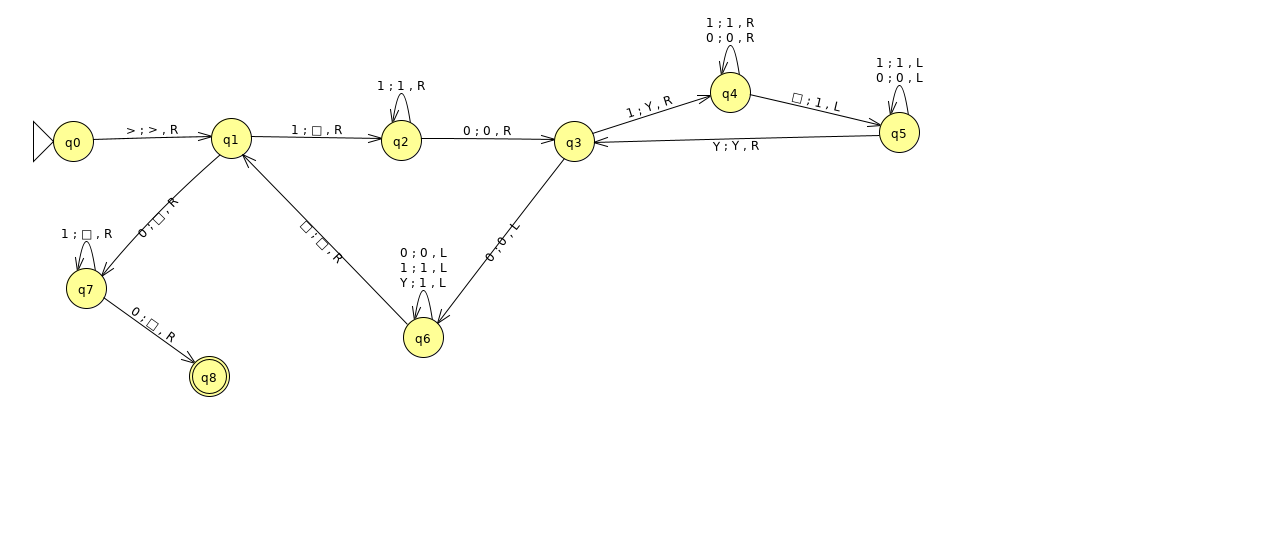 1 ; 1 , R
0 ; 0 , R
1 ; 1 , L
0 ; 0 , L
1 ; 1 , R
q4
□ ; 1 , L
1 ; Y , R
> ; > , R
1 ; □ , R
0 ; 0 , R
q0
q1
q2
q3
q5
Y ; Y , R
0 ; □ , R
□ ; □ , R
0 ; 0 , L
1 ; □ , R
0 ; 0 , L
1 ; 1 , L
Y ; 1 , L
q7
0 ; □ , R
q6
q8